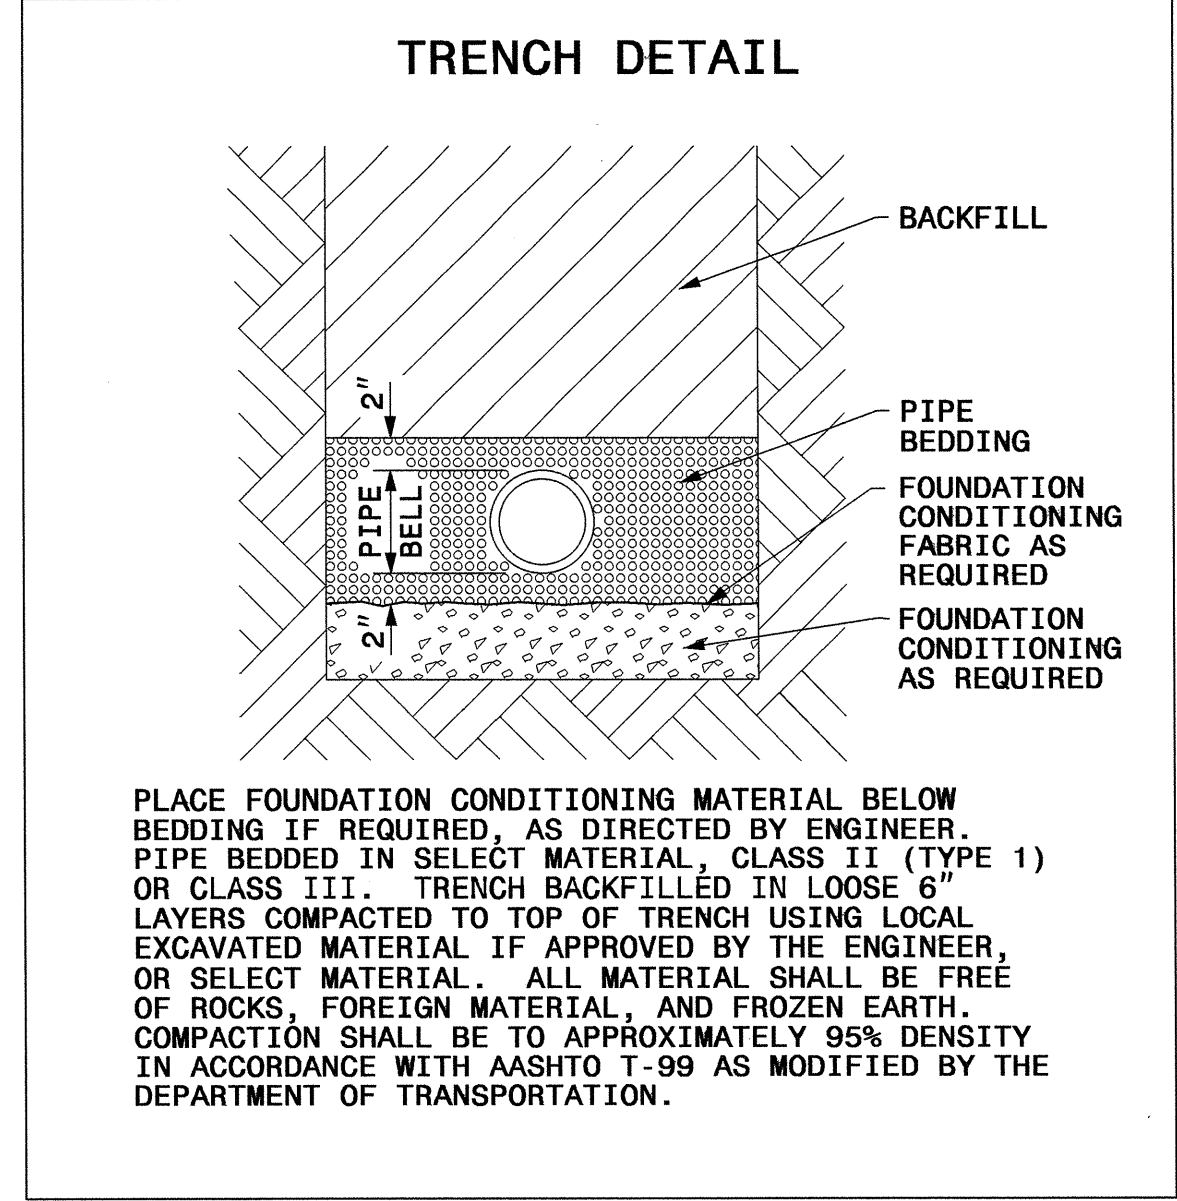 TRENCH DETAIL
BACKFILL
2"
PIPE
BEDDING
PIPE
BELL
FOUNDATION
CONDITIONING
FABRIC AS
REQUIRED
2"
FOUNDATION
CONDITIONING
AS REQUIRED
PLACE FOUNDATION CONDITIONING MATERIAL BELOW
BEDDING IF REQUIRED, AS DIRECTED BY ENGINEER.
PIPE BEDDED IN SELECT MATERIAL, CLASS II (TYPE 1)
OR CLASS III. TRENCH BACKFILLED IN LOOSE 6"
LAYERS COMPACTED TO TOP OF TRENCH USING LOCAL
EXCAVATED MATERIAL IF APPROVED BY THE ENGINEER,
OR SELECT MATERIAL. ALL MATERIAL SHALL BE FREE
OF ROCKS, FOREIGN MATERIAL, AND FROZEN EARTH.
COMPACTION SHALL BE TO APPROXIMATELY 95% DENSITY
IN ACCORDANCE WITH AASHTO T-99 AS MODIFIED BY THE
DEPARTMENT OF TRANSPORTATION.